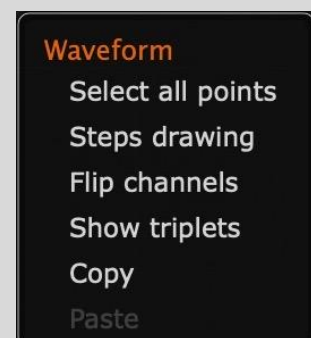 Waveform
Select all points
Steps drawing
Flip channels
Show triplets
Copy
Paste